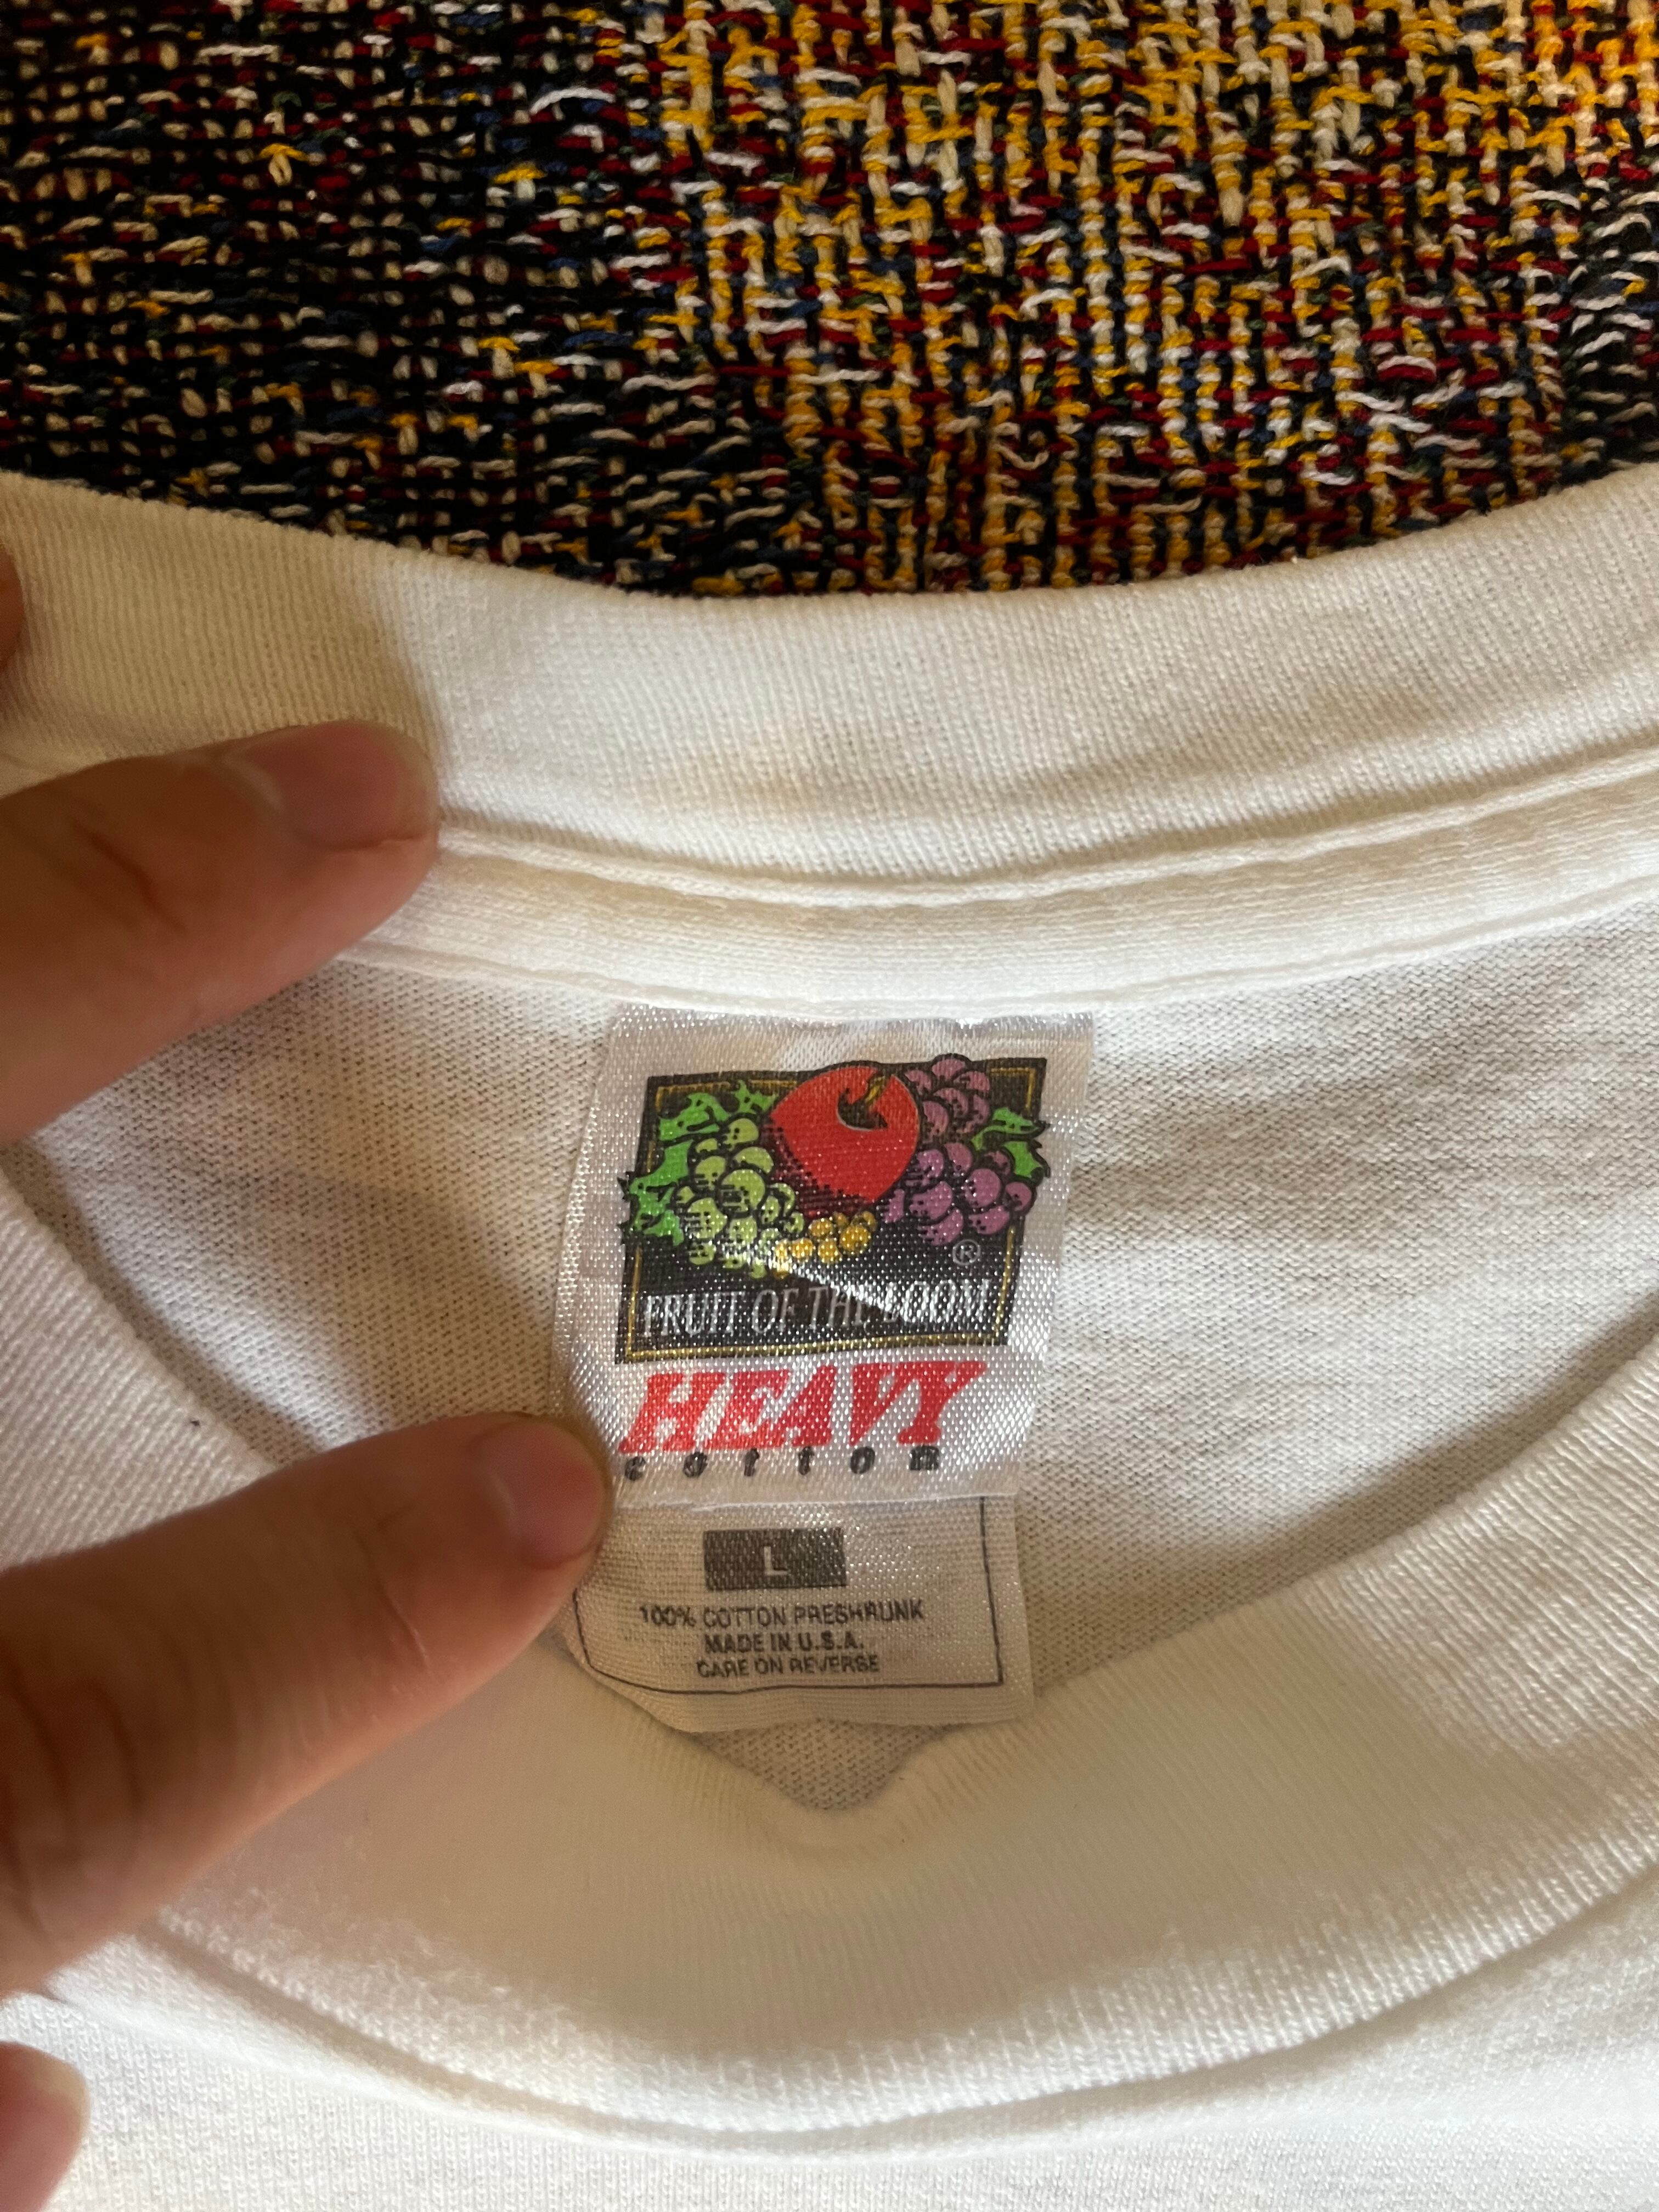 ®
FRUIT OF THE LOOM
HEAVY
cotton
L
100% COTTON PRESHRUNK
MADE IN U.S.A.
CARE ON REVERSE